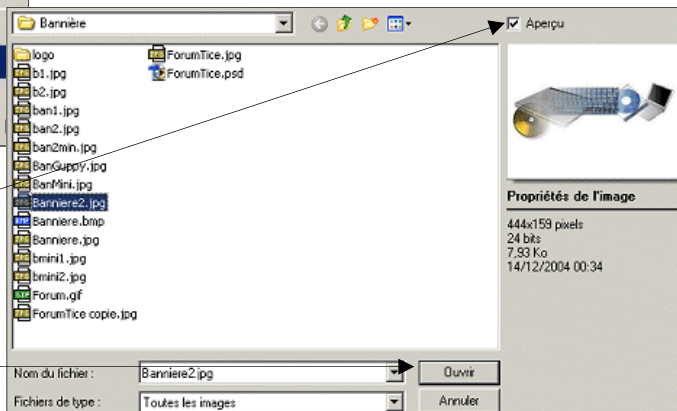 Bannière
Aperçu
logo
b1.jpg
b2.jpg
ban1.jpg
ban2.jpg
ban2min.jpg
BanGuppy.jpg
BanMini.jpg
Banniere2.jpg
Banniere.bmp
Banniere.jpg
bmini1.jpg
bmini2.jpg
Forum.gif
ForumTice copie.jpg
ForumTice.jpg
ForumTice.psd
Propriétés de l'image
444x159 pixels
24 bits
7,93 Ko
14/12/2004 00:34
Nom du fichier :
Banniere2.jpg
Ouvrir
Fichiers de type :
Toutes les images
Annuler